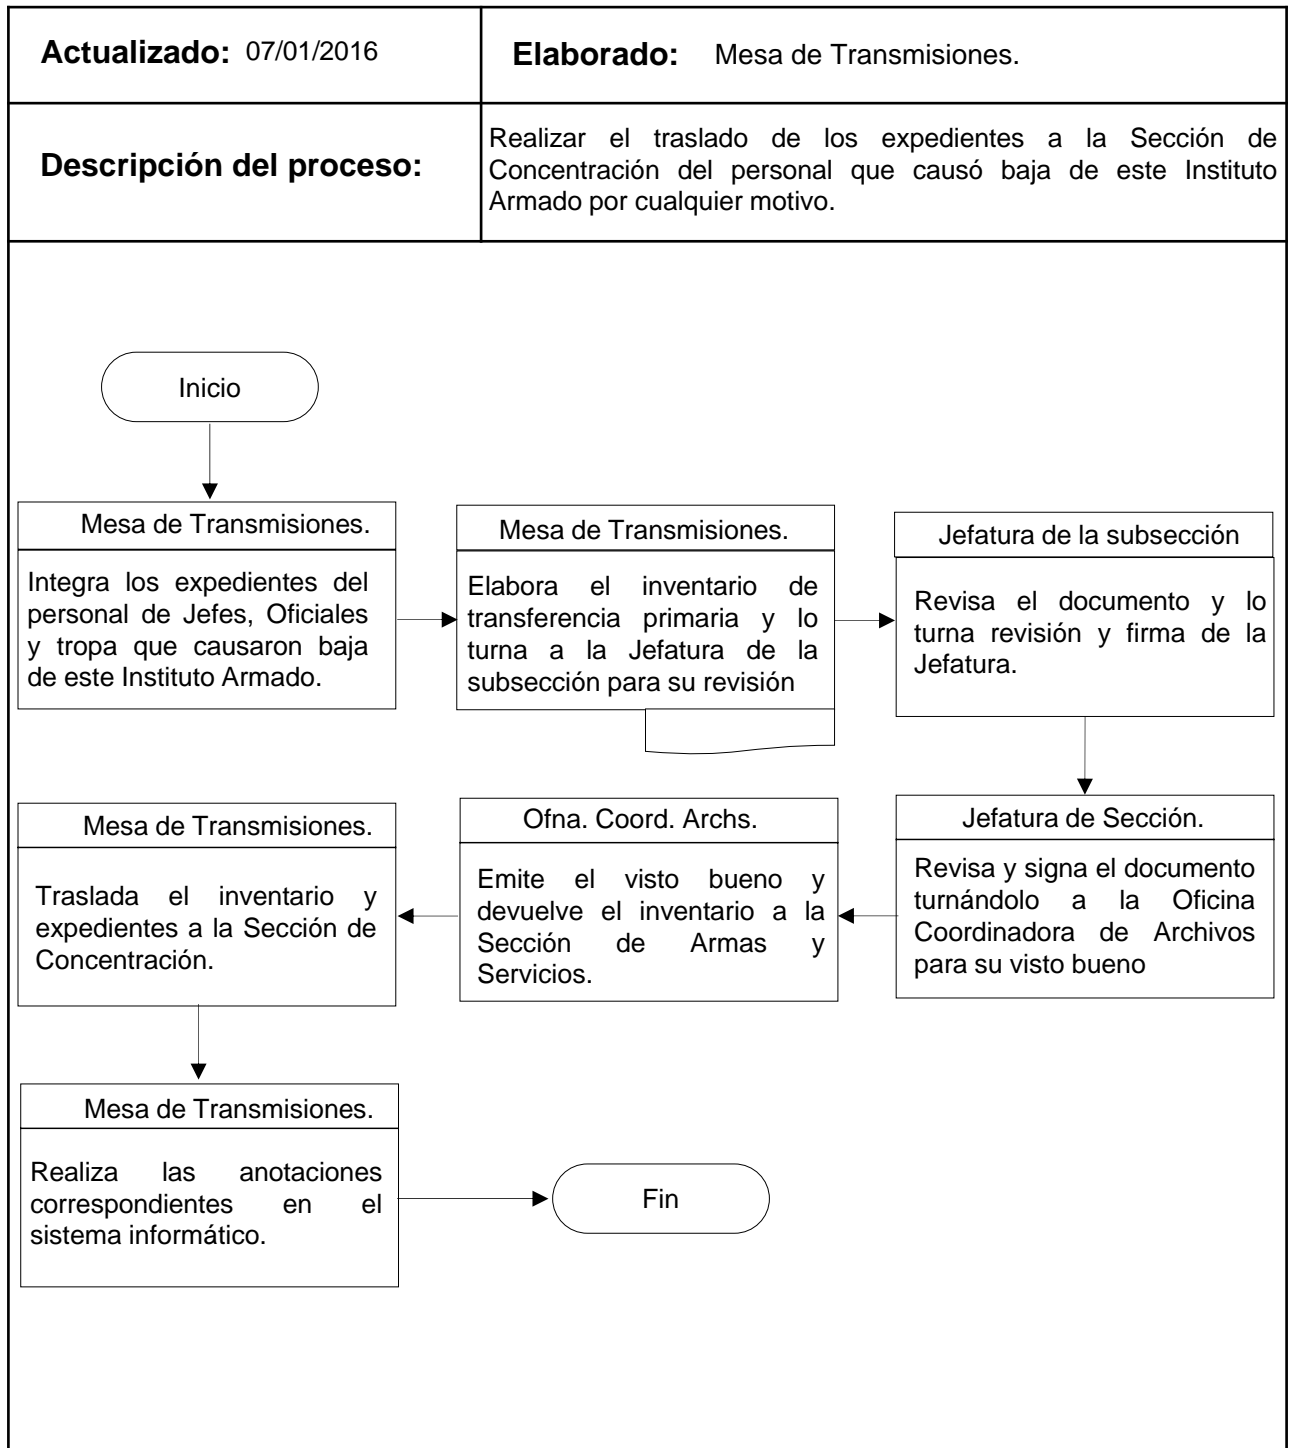 Actualizado: 07/01/2016
Elaborado: Mesa de Transmisiones.
Descripción del proceso:
Realizar el traslado de los expedientes a la Sección de
Concentración del personal que causó baja de este Instituto
Armado por cualquier motivo.
Inicio
Mesa de Transmisiones.
Integra los expedientes del
personal de Jefes, Oficiales
y tropa que causaron baja
de este Instituto Armado.
Mesa de Transmisiones.
Elabora el inventario de
transferencia primaria y lo
turna a la Jefatura de la
subsección para su revisión
Jefatura de la subsección
Revisa el documento y lo
turna revisión y firma de la
Jefatura.
Jefatura de Sección.
Revisa y signa el documento
turnándolo a la Oficina
Coordinadora de Archivos
para su visto bueno
Ofna. Coord. Archs.
Emite el visto bueno y
devuelve el inventario a la
Sección de Armas y
Servicios.
Mesa de Transmisiones.
Traslada el inventario y
expedientes a la Sección de
Concentración.
Mesa de Transmisiones.
Realiza las anotaciones
correspondientes en el
sistema informático.
Fin